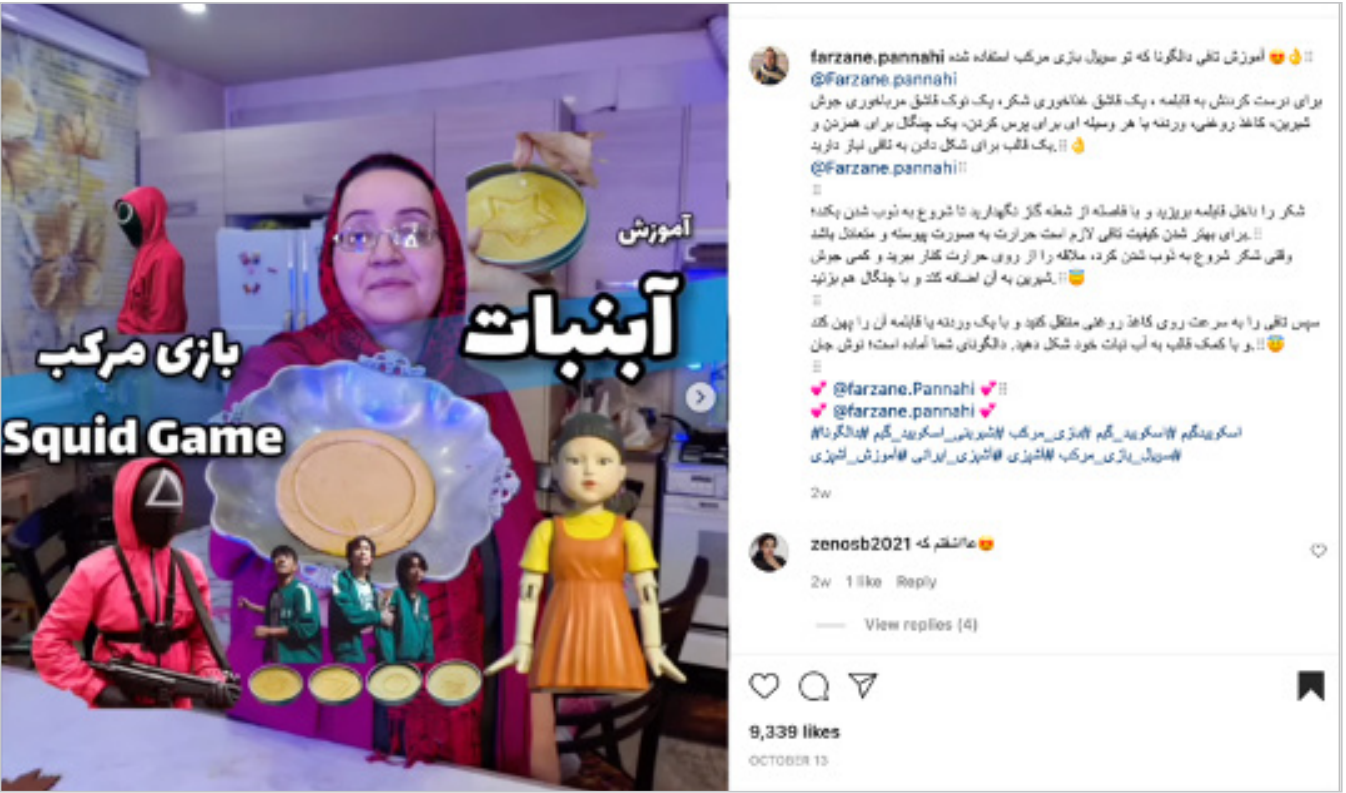 آموزش
آبنبات
بازی مرکب
Squid Game
farzane.pannahi آموزش تافی دالگونا که تو سریال بازی مرکب استفاده شده 😍👌⁝⁝
@Farzane.pannahi
برای درست کردنش به قابلمه ، یک قاشق غذاخوری شکر، یک نوک قاشق مرباخوری جوش
شیرین، کاغذ روغنی، وردنه یا هر وسیله ای برای پرس کردن، یک چنگال برای همزدن و
یک قالب برای شکل دادن به تافی نیاز دارید.⁝⁝👌
@Farzane.pannahi⁝⁝
⁝⁝
شکر را داخل قابلمه بریزید و با فاصله از شعله گاز نگهدارید تا شروع به ذوب شدن بکند؛
برای بهتر شدن کیفیت تافی لازم است حرارت به صورت پیوسته و متعادل باشد.⁝⁝
وقتی شکر شروع به ذوب شدن کرد، ملاقه را از روی حرارت کنار ببرید و کمی جوش
شیرین به آن اضافه کند و با چنگال هم بزنید.⁝⁝😇
⁝⁝
سپس تافی را به سرعت روی کاغذ روغنی منتقل کنید و با یک وردنه یا قابلمه آن را پهن کند
و با کمک قالب به آب نبات خود شکل دهید. دالگونای شما آماده است؛ نوش جان.⁝⁝😇
⁝⁝
💕 @farzane.Pannahi 💕⁝⁝
💕 @farzane.pannahi 💕
#اسکوییدگیم #اسکویید_گیم #بازی_مرکب #شیرینی_اسکویید_گیم #دالگونا
#سریال_بازی_مرکب #آشپزی #آشپزی_ایرانی #آموزش_آشپزی
2w
zenosb2021 عااشقتم که😍
2w 1 like Reply
View replies (4)
9,339 likes
OCTOBER 13